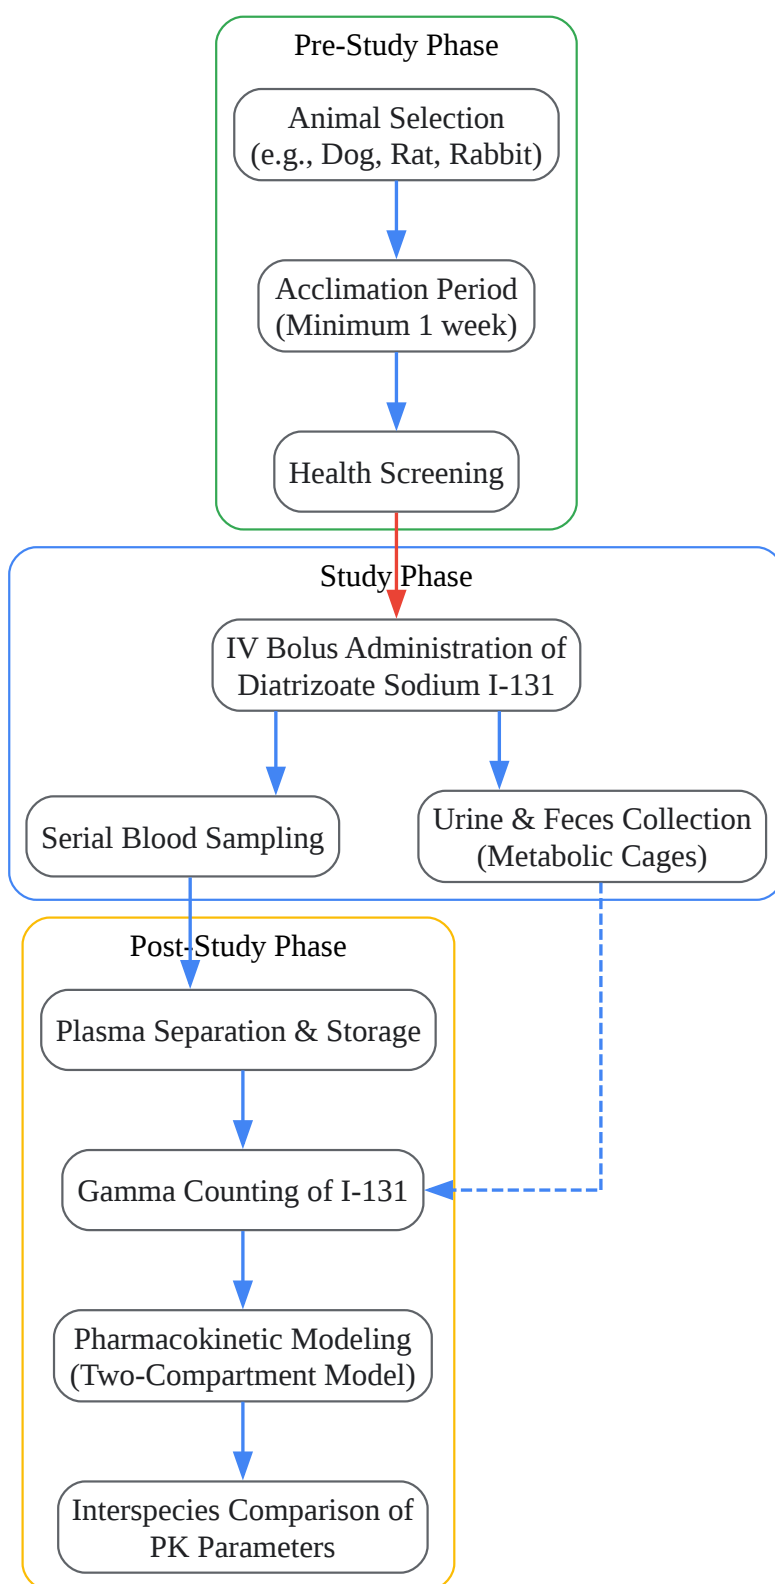 Pre-Study Phase
Animal Selection
(e.g., Dog, Rat, Rabbit)
Acclimation Period
(Minimum 1 week)
Health Screening
Study Phase
IV Bolus Administration of
Diatrizoate Sodium I-131
Serial Blood Sampling
Urine & Feces Collection
(Metabolic Cages)
Post-Study Phase
Plasma Separation & Storage
Gamma Counting of I-131
Pharmacokinetic Modeling
(Two-Compartment Model)
Interspecies Comparison of
PK Parameters